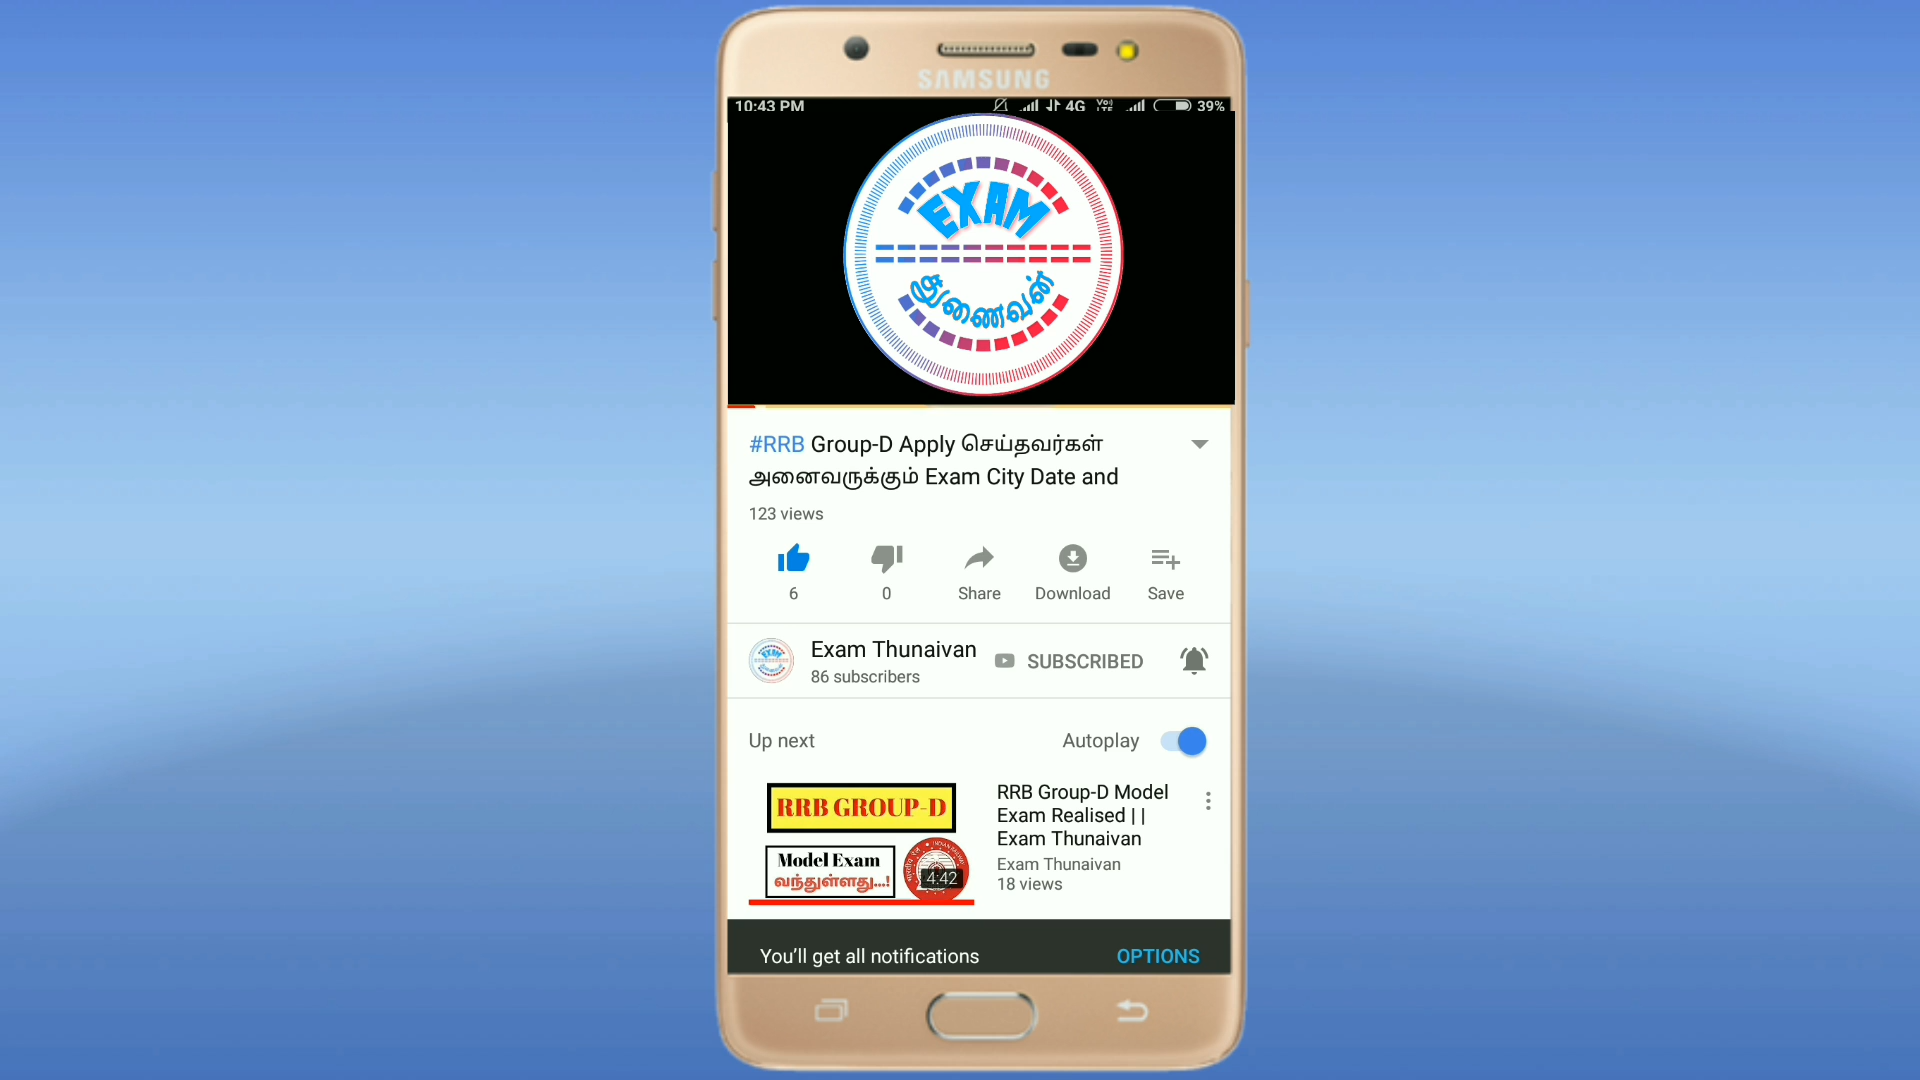 SAMSUNG
10:43 PM
4G
Vo))
LTE
39%
EXAM
துணைவன்
#RRB Group-D Apply செய்தவர்கள்
அனைவருக்கும் Exam City Date and
123 views
6
0
Share
Download
Save
Exam Thunaivan
86 subscribers
SUBSCRIBED
Up next
Autoplay
RRB GROUP-D
Model Exam
வந்துள்ளது...!
4:42
RRB Group-D Model
Exam Realised ||
Exam Thunaivan
Exam Thunaivan
18 views
You’ll get all notifications
OPTIONS